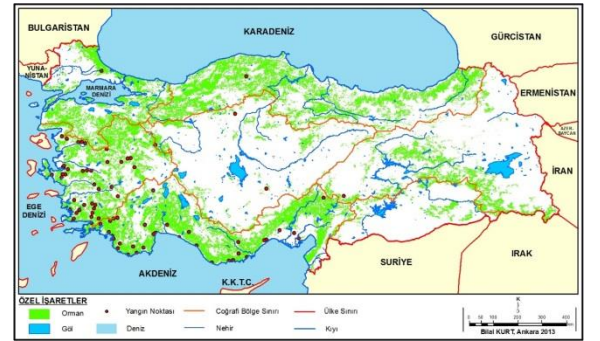 BULGARİSTAN
KARADENİZ
GÜRCİSTAN
YUNA-
NİSTAN
MARMARA
DENİZİ
ERMENİSTAN
İRAN
EGE
DENİZİ
AKDENİZ
K.K.T.C.
SURİYE
IRAK
ÖZEL İŞARETLER
Orman
Yangın Noktası
Coğrafi Bölge Sınırı
Ülke Sınırı
Göl
Deniz
Nehir
Kıyı
K
Bilal KURT, Ankara 2013